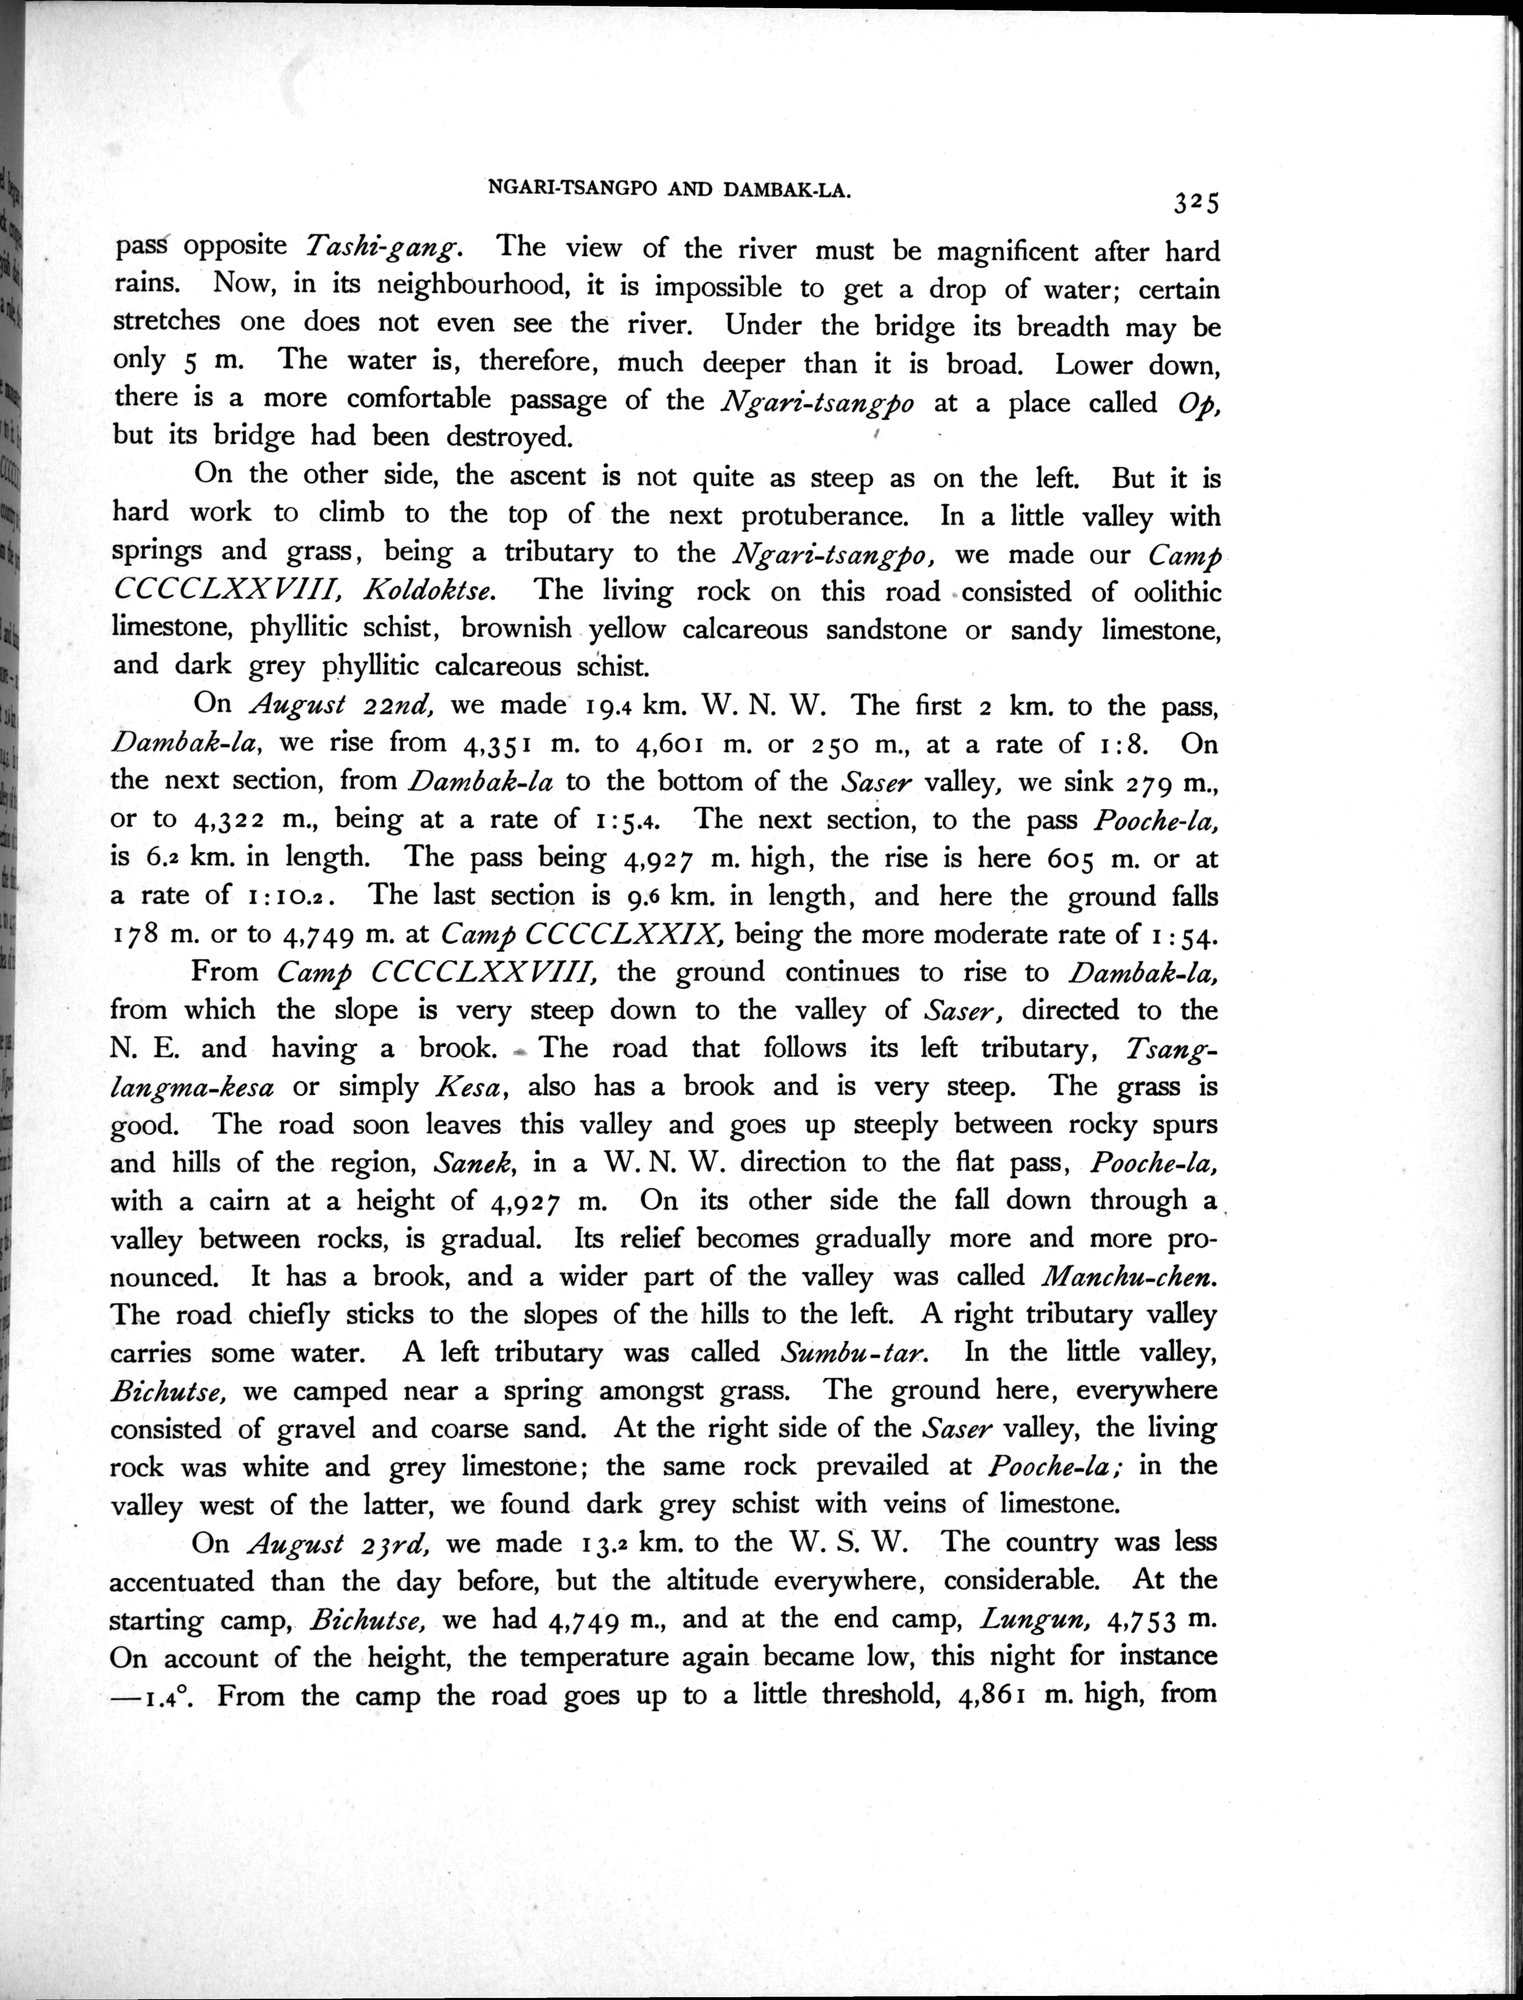 NGARI-TSANGPO AND DAMBAK-LA.
325
pass opposite Tashi-gang. The view of the river must be magnificent after hard
rains. Now, in its neighbourhood, it is impossible to get a drop of water; certain
stretches one does not even see the river. Under the bridge its breadth may be
only 5 m. The water is, therefore, much deeper than it is broad. Lower down,
there is a more comfortable passage of the Ngari-tsangpo at a place called Op,
but its bridge had been destroyed.
On the other side, the ascent is not quite as steep as on the left. But it is
hard work to climb to the top of the next protuberance. In a little valley with
springs and grass, being a tributary to the Ngari-tsangpo, we made our Camp
CCCCLXXVIII, Koldoktse. The living rock on this road consisted of oolithic
limestone, phyllitic schist, brownish yellow calcareous sandstone or sandy limestone,
and dark grey phyllitic calcareous schist.
On August 22nd, we made 19.4 km. W. N. W. The first 2 km. to the pass,
Dambak-la, we rise from 4,351 m. to 4,601 m. or 250 m., at a rate of 1:8. On
the next section, from Dambak-la to the bottom of the Saser valley, we sink 279 m.,
or to 4,322 m., being at a rate of 1:5.4. The next section, to the pass Pooche-la,
is 6.2 km. in length. The pass being 4,927 m. high, the rise is here 605 m. or at
a rate of 1:10.2. The last section is 9.6 km. in length, and here the ground falls
178 m. or to 4,749 m. at Camp CCCCLXXIX, being the more moderate rate of 1:54.
From Camp CCCCLXXVIII, the ground continues to rise to Dambak-la,
from which the slope is very steep down to the valley of Saser, directed to the
N. E. and having a brook. The road that follows its left tributary, Tsang-
langma-kesa or simply Kesa, also has a brook and is very steep. The grass is
good. The road soon leaves this valley and goes up steeply between rocky spurs
and hills of the region, Sanek, in a W. N. W. direction to the flat pass, Pooche-la,
with a cairn at a height of 4,927 m. On its other side the fall down through a
valley between rocks, is gradual. Its relief becomes gradually more and more pro-
nounced. It has a brook, and a wider part of the valley was called Manchu-chen.
The road chiefly sticks to the slopes of the hills to the left. A right tributary valley
carries some water. A left tributary was called Sumbu-tar. In the little valley,
Bichutse, we camped near a spring amongst grass. The ground here, everywhere
consisted of gravel and coarse sand. At the right side of the Saser valley, the living
rock was white and grey limestone; the same rock prevailed at Pooche-la; in the
valley west of the latter, we found dark grey schist with veins of limestone.
On August 23rd, we made 13.2 km. to the W. S. W. The country was less
accentuated than the day before, but the altitude everywhere, considerable. At the
starting camp, Bichutse, we had 4,749 m., and at the end camp, Lungun, 4,753 m.
On account of the height, the temperature again became low, this night for instance
—1.4°. From the camp the road goes up to a little threshold, 4,861 m. high, from